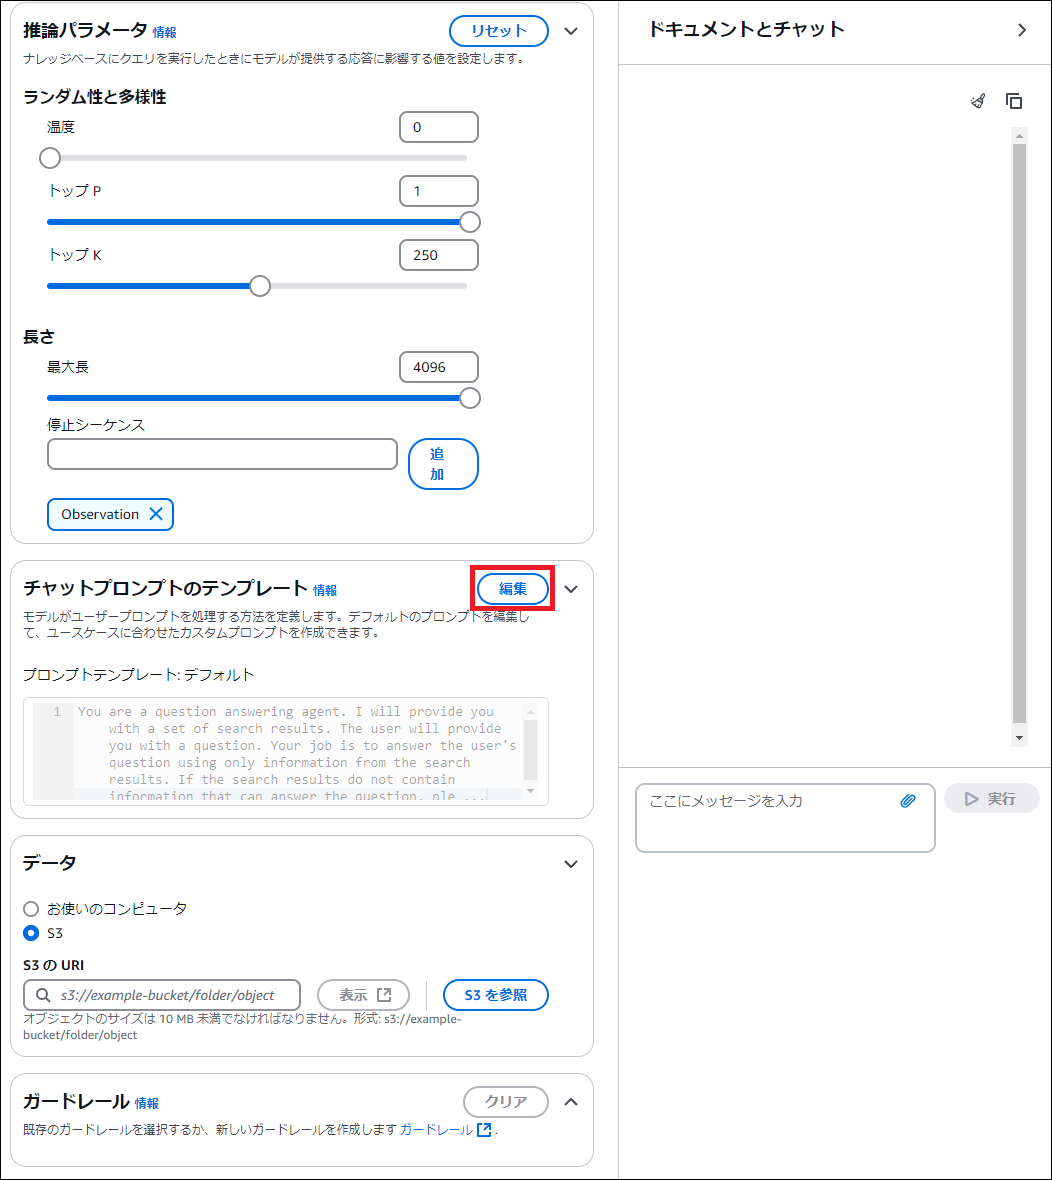 推論パラメータ 情報
リセット
ナレッジベースにクエリを実行したときにモデルが提供する応答に影響する値を設定します。
ランダム性と多様性
温度
0
トップ P
1
トップ K
250
長さ
最大長
4096
停止シーケンス
追
加
Observation
チャットプロンプトのテンプレート 情報
編集
モデルがユーザープロンプトを処理する方法を定義します。デフォルトのプロンプトを編集し
て、ユースケースに合わせたカスタムプロンプトを作成できます。
プロンプトテンプレート: デフォルト
1 You are a question answering agent. I will provide you
with a set of search results. The user will provide
you with a question. Your job is to answer the user's
question using only information from the search
results. If the search results do not contain
information that can answer the question, ple ...
データ
お使いのコンピュータ
S3
S3 の URI
s3://example-bucket/folder/object
表示
S3 を参照
オブジェクトのサイズは 10 MB 未満でなければなりません。形式: s3://example-
bucket/folder/object
ガードレール 情報
クリア
既存のガードレールを選択するか、新しいガードレールを作成します ガードレール .
ドキュメントとチャット
ここにメッセージを入力
実行